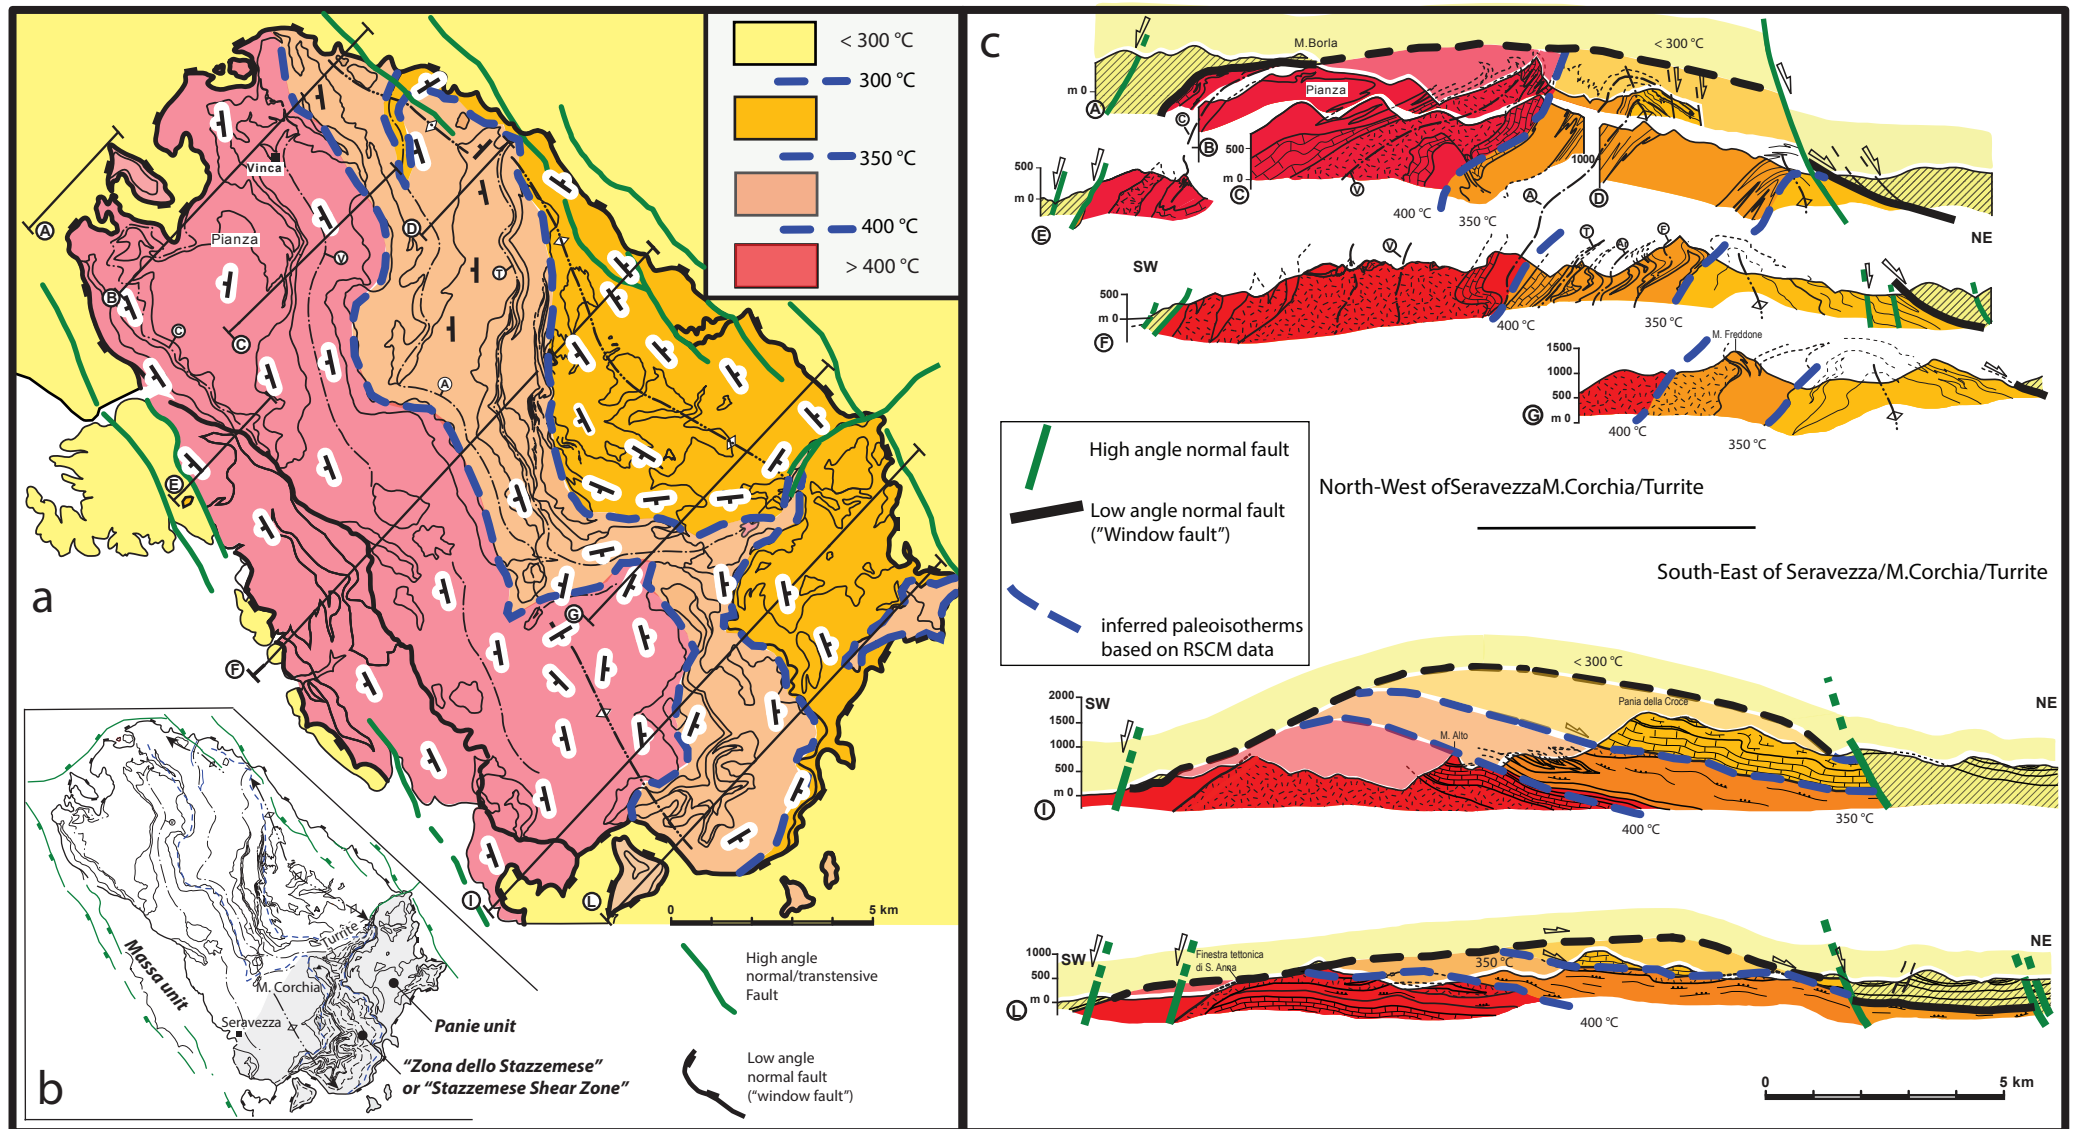 a
< 300 °C
300 °C
350 °C
400 °C
> 400 °C
Vinca
Pianza
A
B
C
C
V
D
T
A
E
F
G
I
L
0
5 km
b
Massa unit
Turrite
M. Corchia
Seravezza
Panie unit
“Zona dello Stazzemese”
or “Stazzemese Shear Zone”
High angle
normal/transtensive
Fault
Low angle
normal fault
(“window fault”)
c
M.Borla
< 300 °C
Pianza
m 0
A
C
B
500
m 0
C
V
1000
A
D
500
m 0
E
400 °C
350 °C
NE
SW
V
T
Ar
F
500
m 0
F
400 °C
350 °C
M. Freddone
1500
1000
500
m 0
G
400 °C
350 °C
High angle normal fault
Low angle normal fault
(”Window fault”)
inferred paleoisotherms
based on RSCM data
North-West ofSeravezzaM.Corchia/Turrite
South-East of Seravezza/M.Corchia/Turrite
SW
< 300 °C
NE
2000
1500
1000
500
m 0
Pania della Croce
M. Alto
I
400 °C
350 °C
SW
NE
1000
500
m 0
Finestra tettonica
di S. Anna
350 °C
L
400 °C
0
5 km